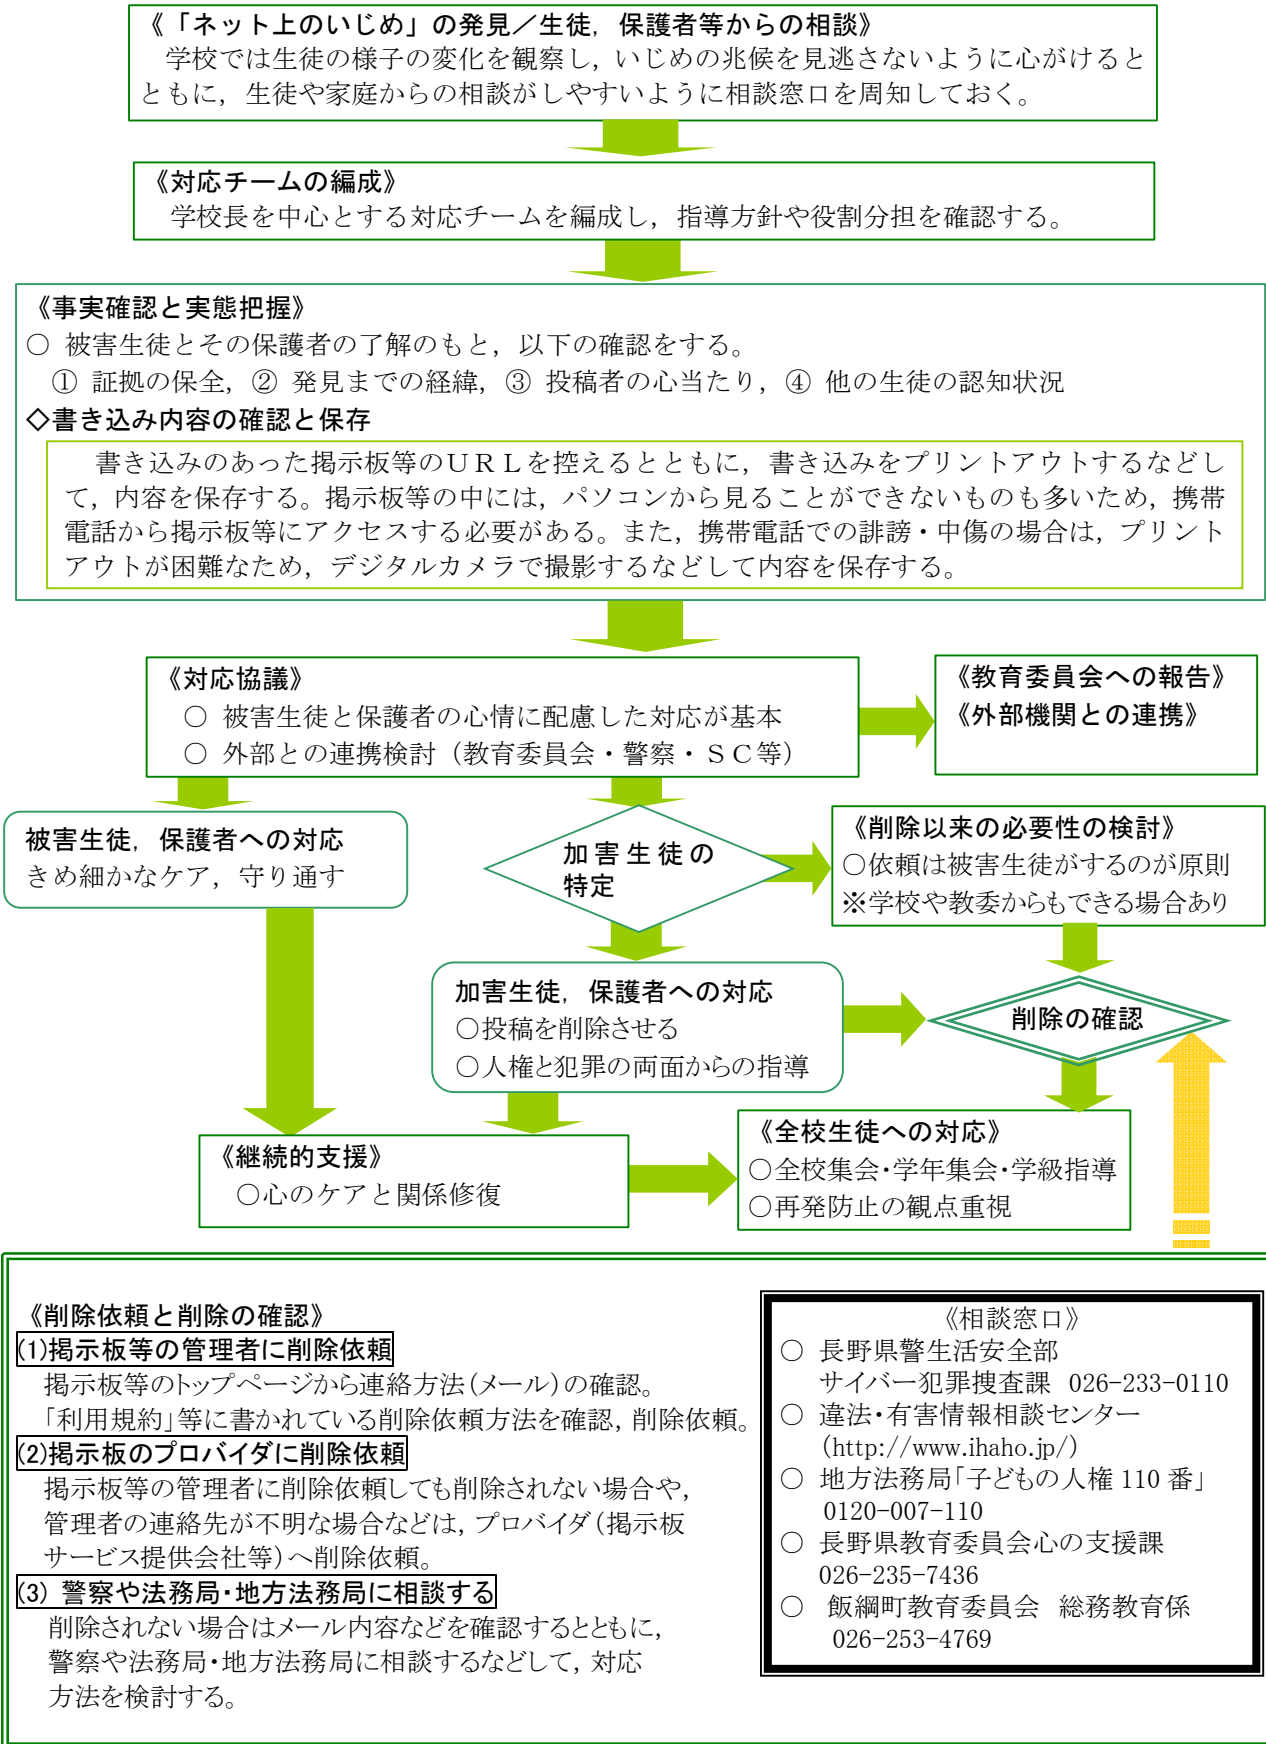 《「ネット上のいじめ」の発見／生徒，保護者等からの相談》
学校では生徒の様子の変化を観察し，いじめの兆候を見逃さないように心がけると
ともに，生徒や家庭からの相談がしやすいように相談窓口を周知しておく。
《対応チームの編成》
学校長を中心とする対応チームを編成し，指導方針や役割分担を確認する。
《事実確認と実態把握》
○ 被害生徒とその保護者の了解のもと，以下の確認をする。
① 証拠の保全，② 発見までの経緯，③ 投稿者の心当たり，④ 他の生徒の認知状況
◇書き込み内容の確認と保存
書き込みのあった掲示板等のＵＲＬを控えるとともに，書き込みをプリントアウトするなどし
て，内容を保存する。掲示板等の中には，パソコンから見ることができないものも多いため，携帯
電話から掲示板等にアクセスする必要がある。また，携帯電話での誹謗・中傷の場合は，プリント
アウトが困難なため，デジタルカメラで撮影するなどして内容を保存する。
《対応協議》
○ 被害生徒と保護者の心情に配慮した対応が基本
○ 外部との連携検討（教育委員会・警察・ＳＣ等）
《教育委員会への報告》
《外部機関との連携》
被害生徒，保護者への対応
きめ細かなケア，守り通す
加害生徒の
特定
《削除以来の必要性の検討》
○依頼は被害生徒がするのが原則
※学校や教委からもできる場合あり
加害生徒，保護者への対応
○投稿を削除させる
○人権と犯罪の両面からの指導
削除の確認
《継続的支援》
○心のケアと関係修復
《全校生徒への対応》
○全校集会・学年集会・学級指導
○再発防止の観点重視
《削除依頼と削除の確認》
(1)掲示板等の管理者に削除依頼
掲示板等のトップページから連絡方法（メール）の確認。
「利用規約」等に書かれている削除依頼方法を確認，削除依頼。
(2)掲示板のプロバイダに削除依頼
掲示板等の管理者に削除依頼しても削除されない場合や，
管理者の連絡先が不明な場合などは，プロバイダ（掲示板
サービス提供会社等）へ削除依頼。
(3) 警察や法務局・地方法務局に相談する
削除されない場合はメール内容などを確認するとともに，
警察や法務局・地方法務局に相談するなどして，対応
方法を検討する。
《相談窓口》
○ 長野県警生活安全部
サイバー犯罪捜査課 026-233-0110
○ 違法・有害情報相談センター
(http://www.ihaho.jp/)
○ 地方法務局「子どもの人権 110 番」
0120-007-110
○ 長野県教育委員会心の支援課
026-235-7436
○ 飯綱町教育委員会 総務教育係
026-253-4769